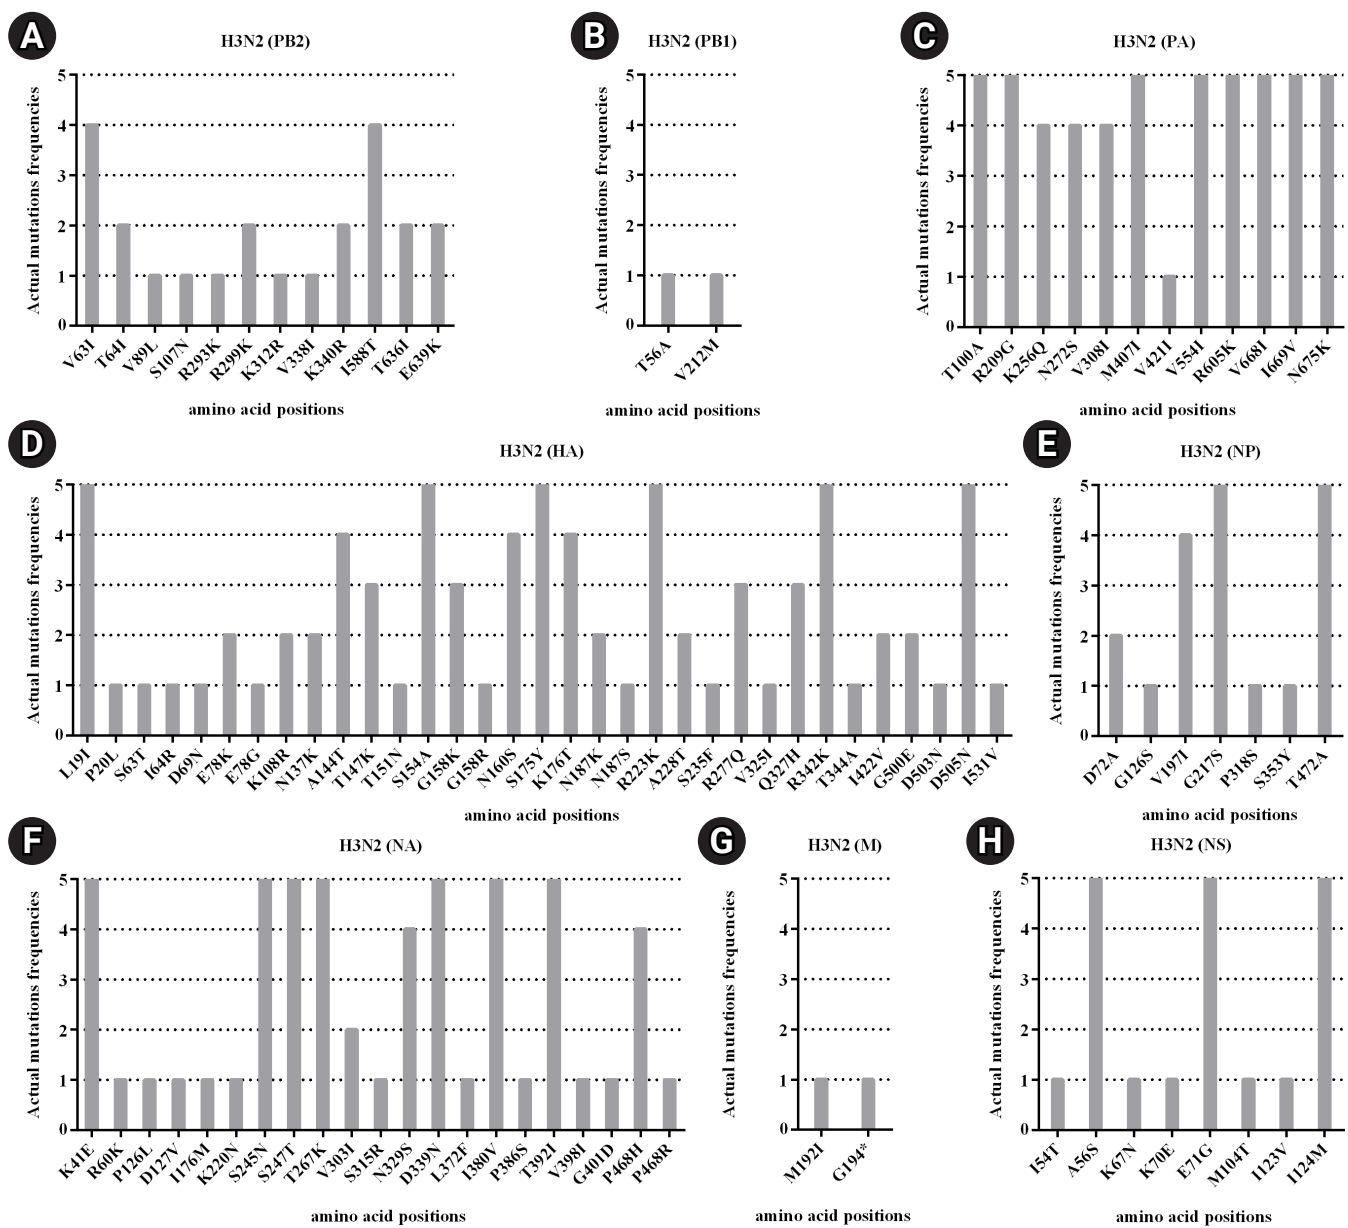 A
H3N2 (PB2)
Actual mutations frequencies
5
4
3
2
1
0
V63I
T64I
V89L
S107N
R293K
R299K
K312R
V338I
K340R
I588T
T636I
E639K
amino acid positions
B
H3N2 (PB1)
Actual mutations frequencies
5
4
3
2
1
0
T56A
V212M
amino acid positions
C
H3N2 (PA)
Actual mutations frequencies
5
4
3
2
1
0
T100A
R209G
K256Q
N272S
V308I
M407I
V421I
V554I
R605K
V668I
I669V
N675K
amino acid positions
D
H3N2 (HA)
Actual mutations frequencies
5
4
3
2
1
0
L19I
P20L
S63T
I64R
D69N
E78K
E78G
K108R
N137K
A144T
T147K
T151N
S154A
G158K
G158R
N160S
S175Y
K176T
N187K
N187S
R223K
A228T
S235F
R277Q
V325I
Q327H
R342K
T344A
I422V
G500E
D503N
D505N
I531V
amino acid positions
E
H3N2 (NP)
Actual mutations frequencies
5
4
3
2
1
0
D72A
G126S
V197I
G217S
P318S
S353Y
T472A
amino acid positions
F
H3N2 (NA)
Actual mutations frequencies
5
4
3
2
1
0
K41E
R60K
P126L
D127V
I176M
K220N
S245N
S247T
T267K
V303I
S315R
N329S
D339N
L372F
I380V
P386S
T392I
V398I
G401D
P468H
P468R
amino acid positions
G
H3N2 (M)
Actual mutations frequencies
5
4
3
2
1
0
M192I
G194*
amino acid positions
H
H3N2 (NS)
Actual mutations frequencies
5
4
3
2
1
0
I54T
A56S
K67N
K70E
E71G
M104T
I123V
I124M
amino acid positions